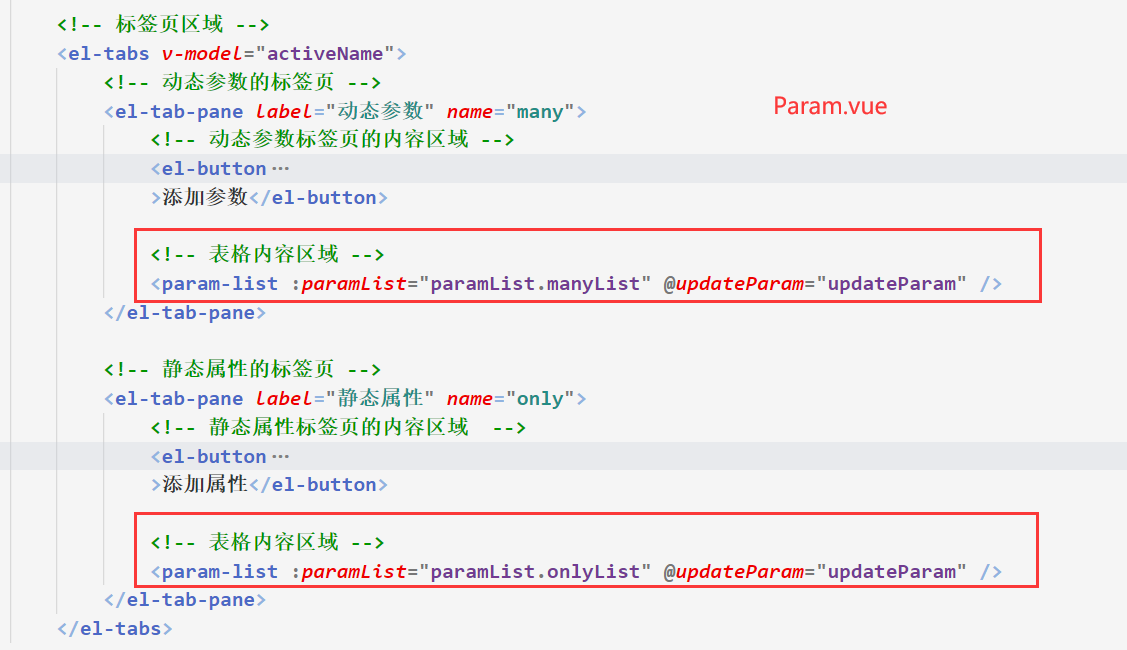 <!-- 标签页区域 -->
<el-tabs v-model="activeName">
<!-- 动态参数的标签页 -->
<el-tab-pane label="动态参数" name="many">
Param.vue
<!-- 动态参数标签页的内容区域 -->
<el-button…
>添加参数</el-button>
<!-- 表格内容区域 -->
<param-list :paramList="paramList.manyList" @updateParam="updateParam" />
</el-tab-pane>
<!-- 静态属性的标签页 -->
<el-tab-pane label="静态属性" name="only">
<!-- 静态属性标签页的内容区域  -->
<el-button…
>添加属性</el-button>
<!-- 表格内容区域 -->
<param-list :paramList="paramList.onlyList" @updateParam="updateParam" />
</el-tab-pane>
</el-tabs>